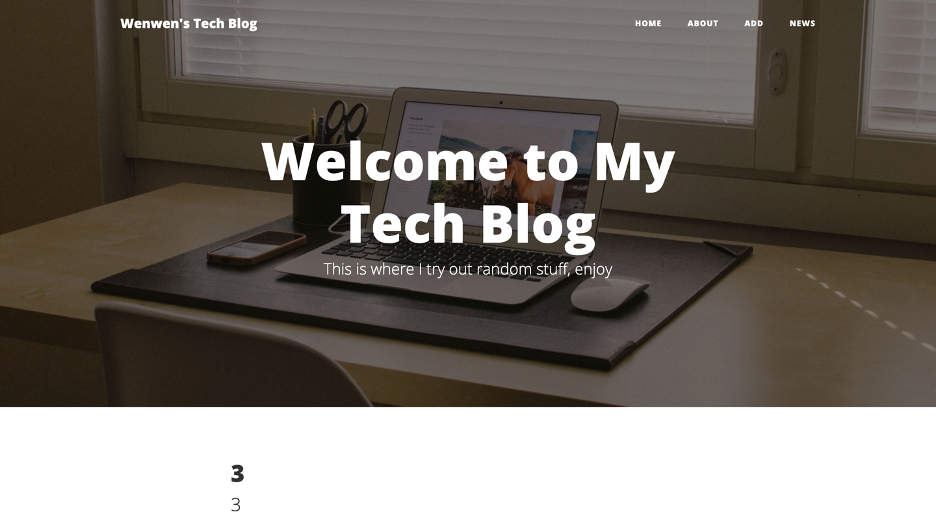 Wenwen's Tech Blog
HOME ABOUT ADD NEWS
Welcome to My
Tech Blog
This is where I try out random stuff, enjoy
3
3